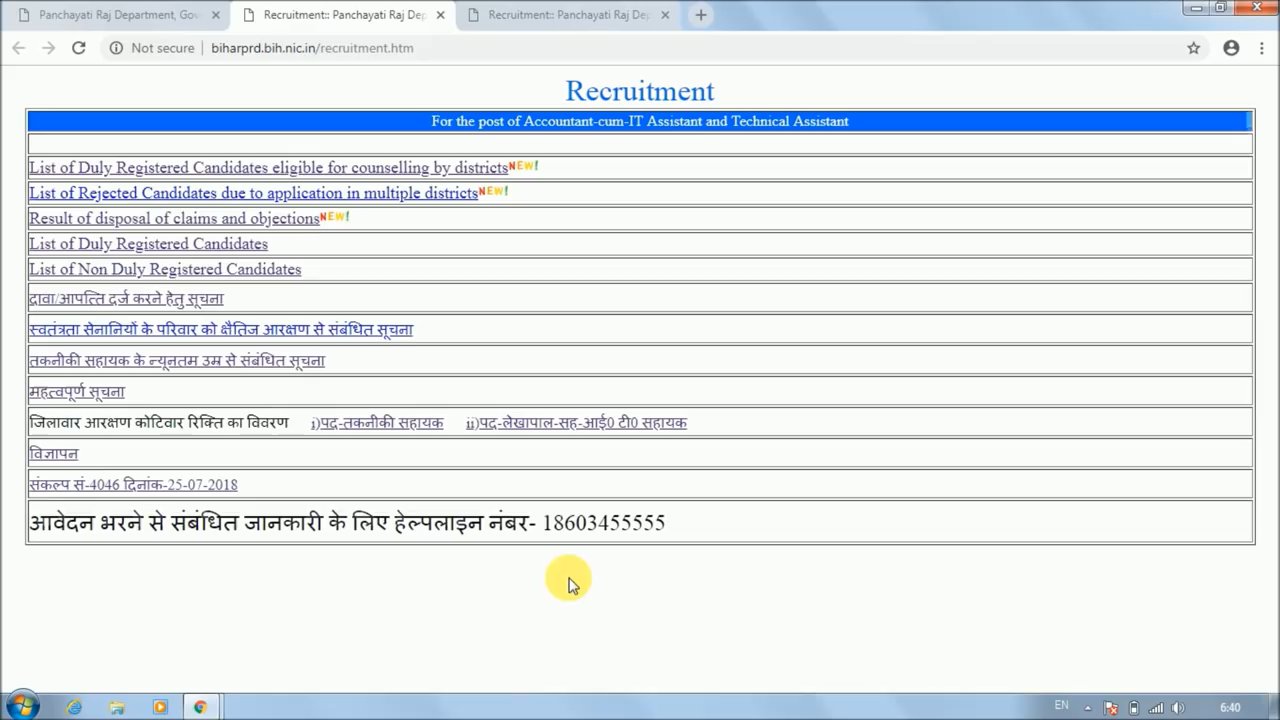 Panchayati Raj Department, Gov
Recruitment:: Panchayati Raj Dep
Recruitment:: Panchayati Raj Dep
Not secure
biharprd.bih.nic.in/recruitment.htm
Recruitment
For the post of Accountant-cum-IT Assistant and Technical Assistant
List of Duly Registered Candidates eligible for counselling by districts NEW!
List of Rejected Candidates due to application in multiple districts NEW!
Result of disposal of claims and objections NEW!
List of Duly Registered Candidates
List of Non Duly Registered Candidates
दावा/आपत्ति दर्ज करने हेतु सूचना
स्वतंत्रता सेनानियों के परिवार को क्षैतिज आरक्षण से संबंधित सूचना
तकनीकी सहायक के न्यूनतम उम्र से संबंधित सूचना
महत्वपूर्ण सूचना
जिलावार आरक्षण कोटिवार रिक्ति का विवरण i)पद-तकनीकी सहायक ii)पद-लेखापाल-सह-आई0 टी0 सहायक
विज्ञापन
संकल्प सं-4046 दिनांक-25-07-2018
आवेदन भरने से संबंधित जानकारी के लिए हेल्पलाइन नंबर- 18603455555
EN
6:40